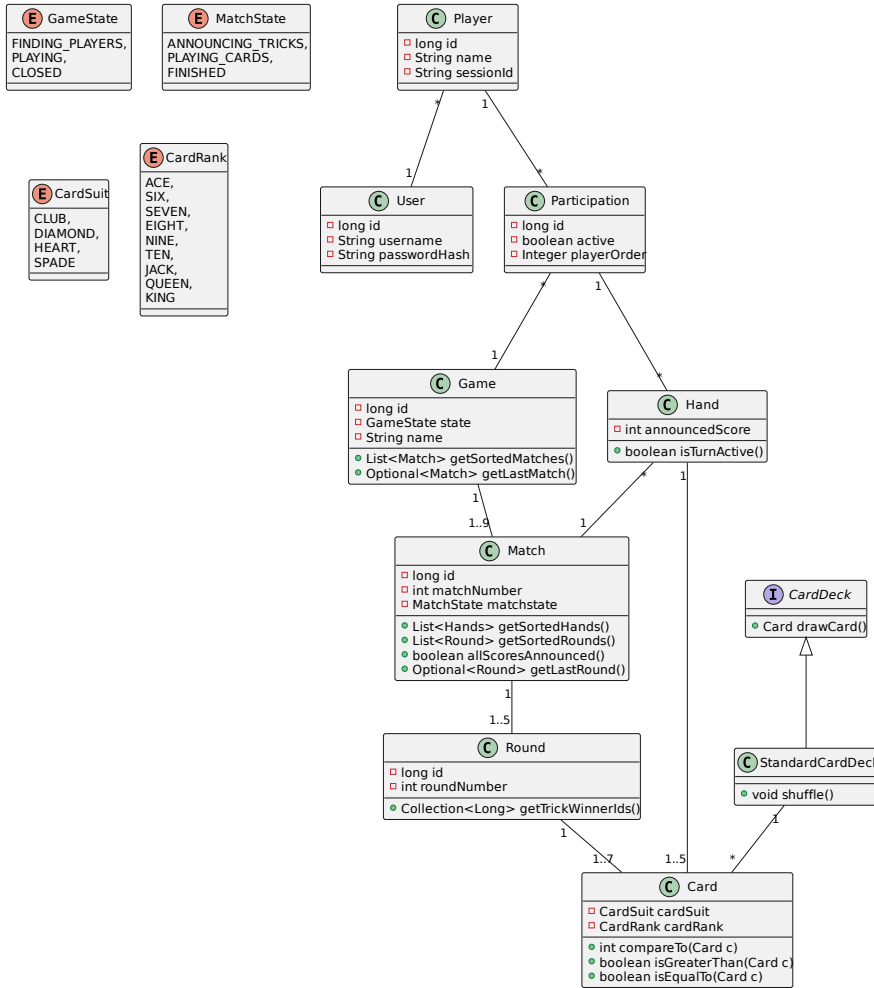 E GameState
FINDING_PLAYERS,
PLAYING,
CLOSED
E MatchState
ANNOUNCING_TRICKS,
PLAYING_CARDS,
FINISHED
C Player
long id
String name
String sessionId
* 1
1 *
E CardSuit
CLUB,
DIAMOND,
HEART,
SPADE
E CardRank
ACE,
SIX,
SEVEN,
EIGHT,
NINE,
TEN,
JACK,
QUEEN,
KING
C User
long id
String username
String passwordHash
C Participation
long id
boolean active
Integer playerOrder
* 1
1 *
C Game
long id
GameState state
String name
List<Match> getSortedMatches()
Optional<Match> getLastMatch()
C Hand
int announcedScore
boolean isTurnActive()
1 1..9
* 1
1 1..5
C Match
long id
int matchNumber
MatchState matchstate
List<Hands> getSortedHands()
List<Round> getSortedRounds()
boolean allScoresAnnounced()
Optional<Round> getLastRound()
I CardDeck
Card drawCard()
1 1..5
C Round
long id
int roundNumber
Collection<Long> getTrickWinnerIds()
C StandardCardDeck
void shuffle()
1 1..7
1 *
C Card
CardSuit cardSuit
CardRank cardRank
int compareTo(Card c)
boolean isGreaterThan(Card c)
boolean isEqualTo(Card c)